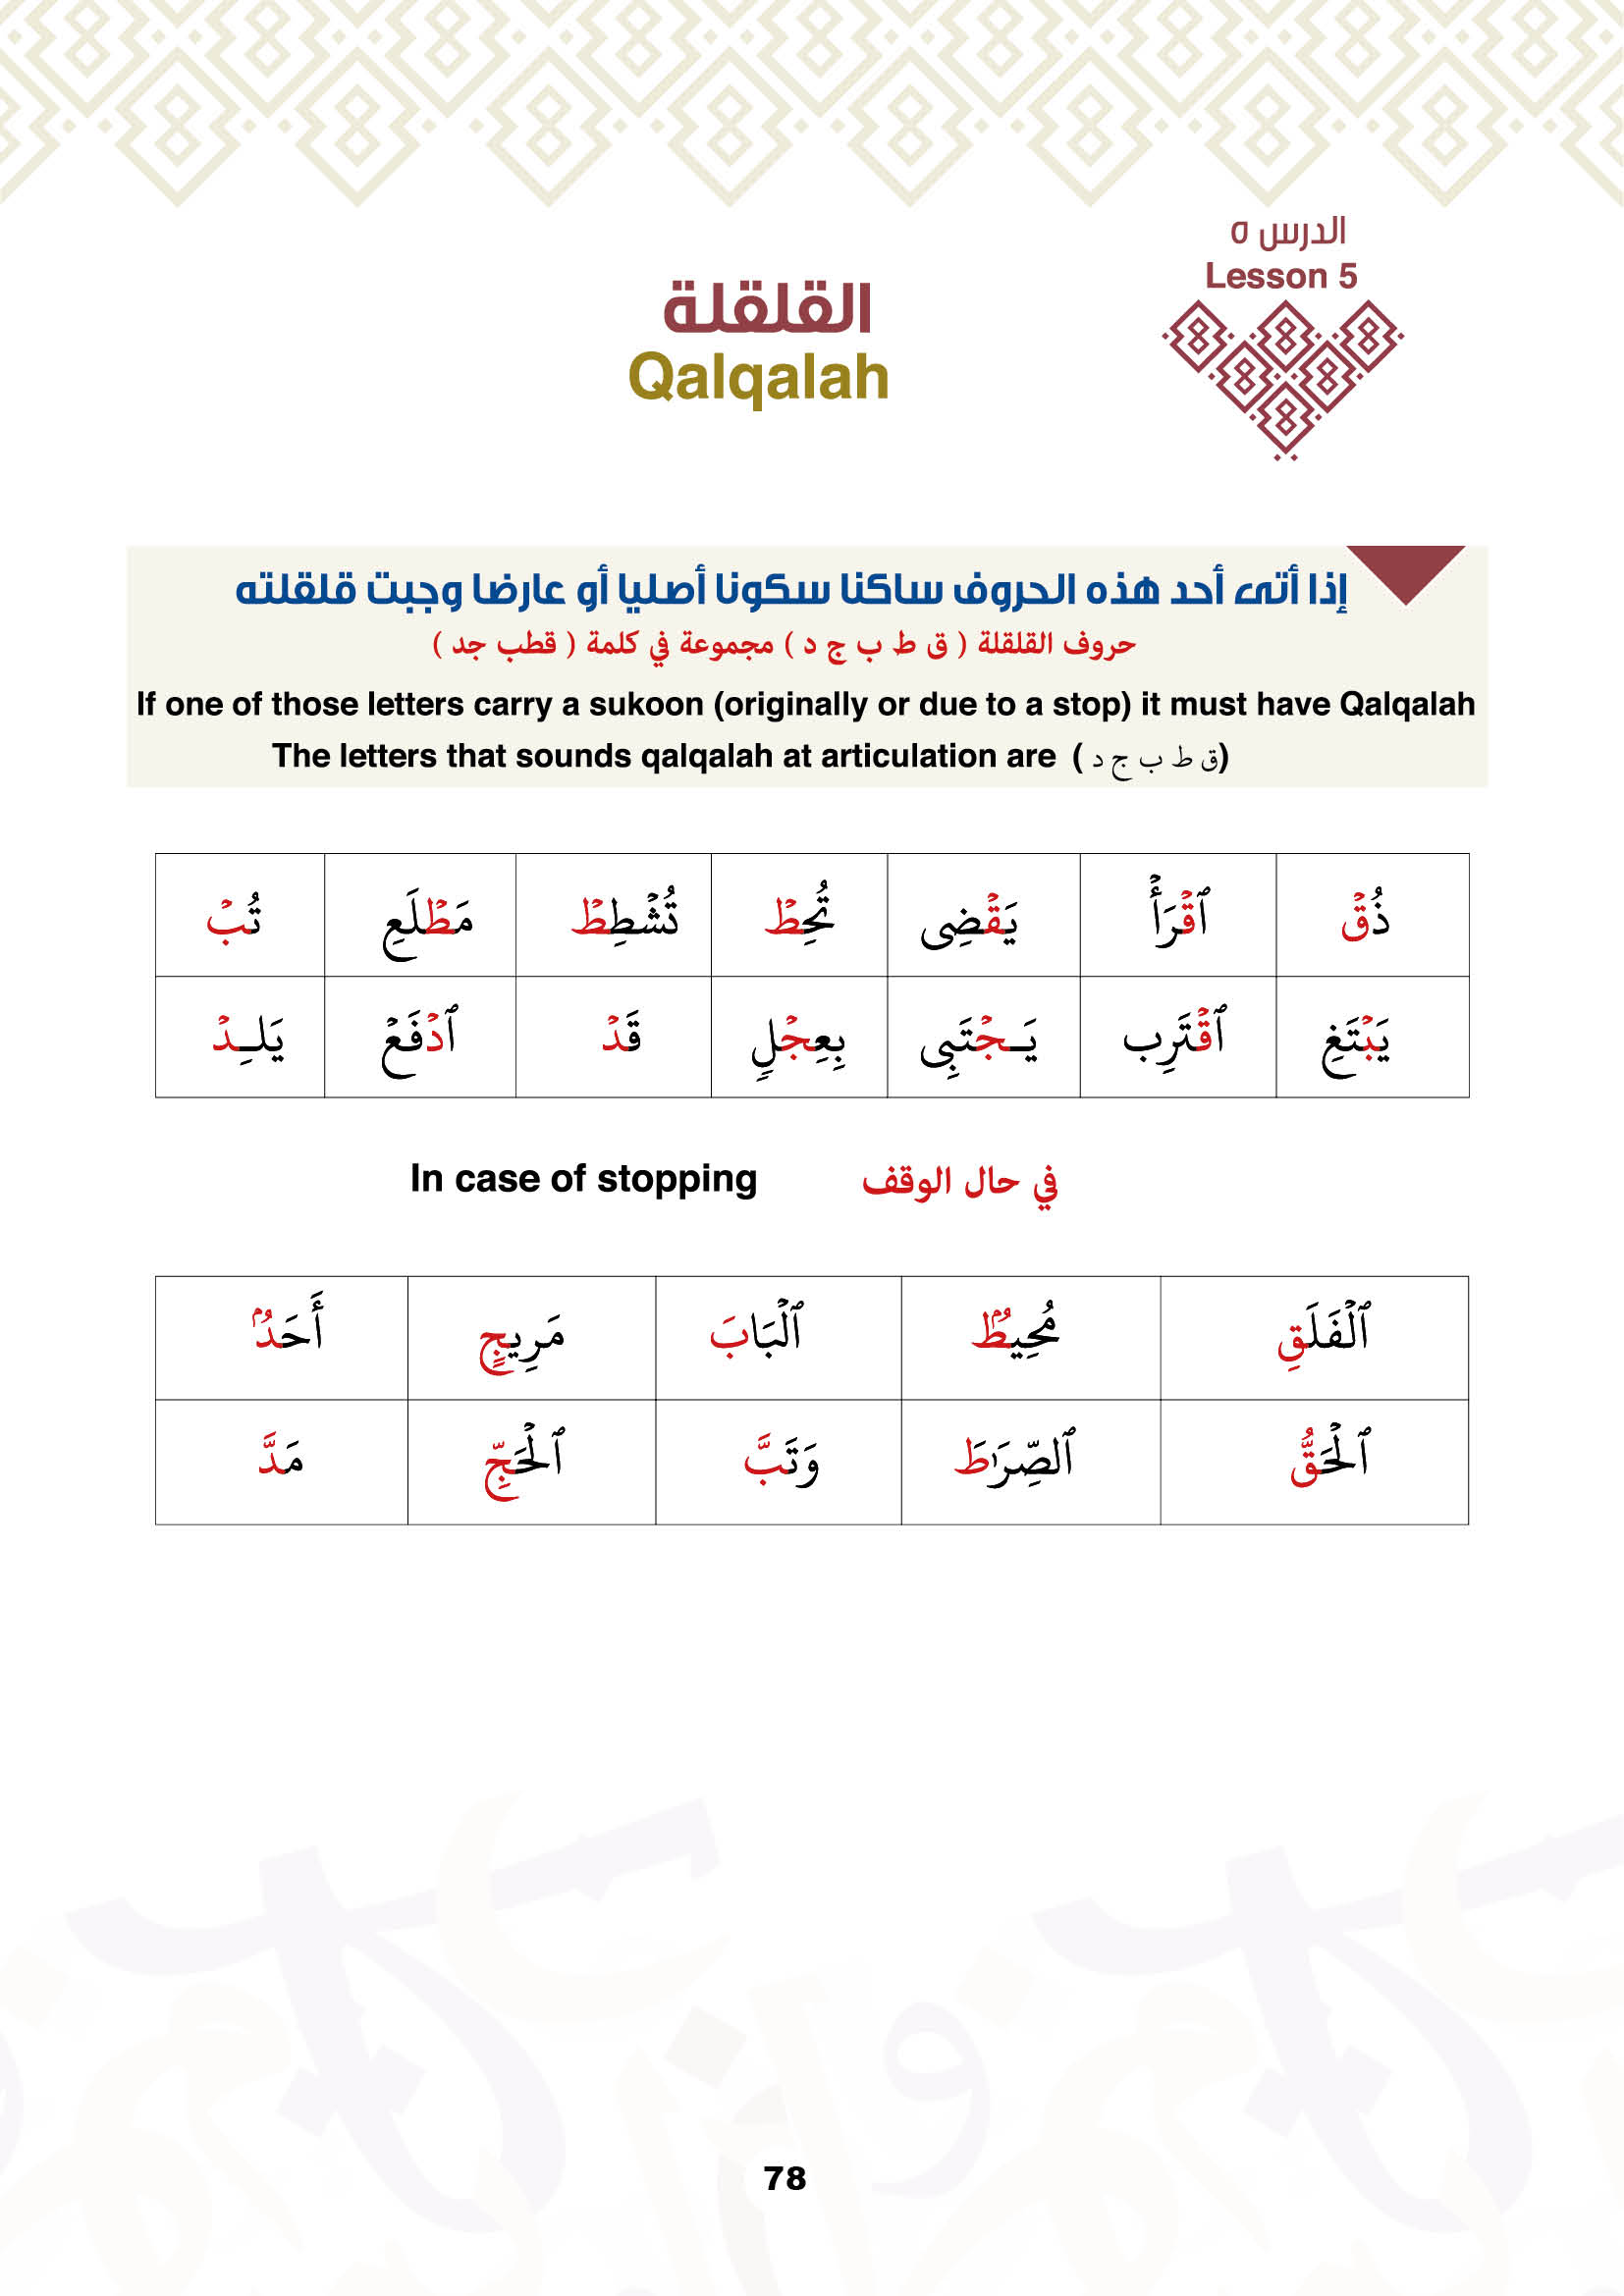 الدرس ٥
Lesson 5
القلقلة
Qalqalah
إذا أتى أحد هذه الحروف ساكنا سكونا أصليا أو عارضا وجبت قلقلته
حروف القلقلة ( ق ط ب ج د ) مجموعة في كلمة ( قطب جد )
If one of those letters carry a sukoon (originally or due to a stop) it must have Qalqalah
The letters that sounds qalqalah at articulation are (ق ط ب ج د )
ذُقۡ ٱقۡرَأۡ يَقۡضِى تُحِطۡ تُشۡطِطۡ مَطۡلَعِ تُبۡ
يَبۡتَغِ ٱقۡتَرِب يَـجۡتَبِى بِعِجۡلٍ قَدۡ ٱدۡفَعۡ يَلـِدۡ
In case of stopping في حال الوقف
ٱلۡفَلَقِ مُحِيطُۢ ٱلۡبَابَ مَرِيجٍ أَحَدُۢ
ٱلۡحَقُّ ٱلصِّرَٰطَ وَتَبَّ ٱلۡحَجِّ مَدَّ
78